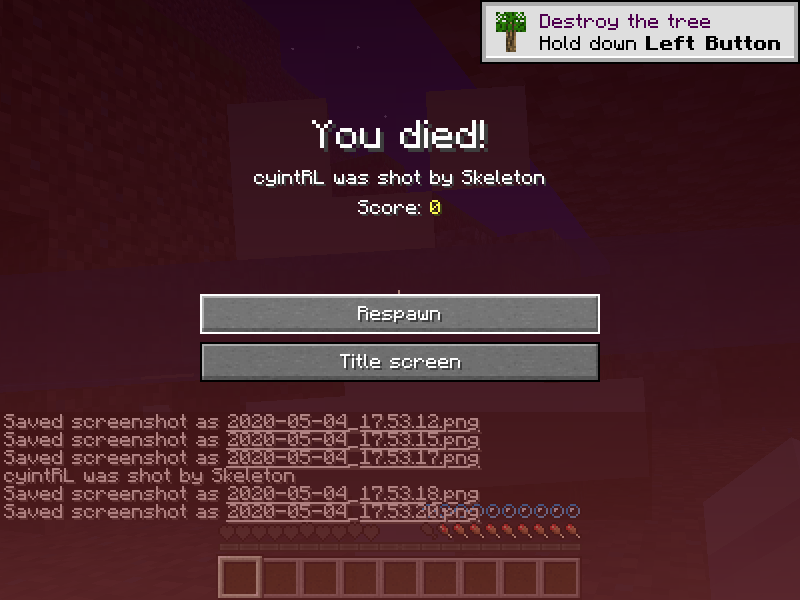 Destroy the tree
Hold down Left Button
You died!
cyintRL was shot by Skeleton
Score: 0
Respawn
Title screen
Saved screenshot as 2020-05-04_17.53.12.png
Saved screenshot as 2020-05-04_17.53.15.png
Saved screenshot as 2020-05-04_17.53.17.png
cyintRL was shot by Skeleton
Saved screenshot as 2020-05-04_17.53.18.png
Saved screenshot as 2020-05-04_17.53.20.png